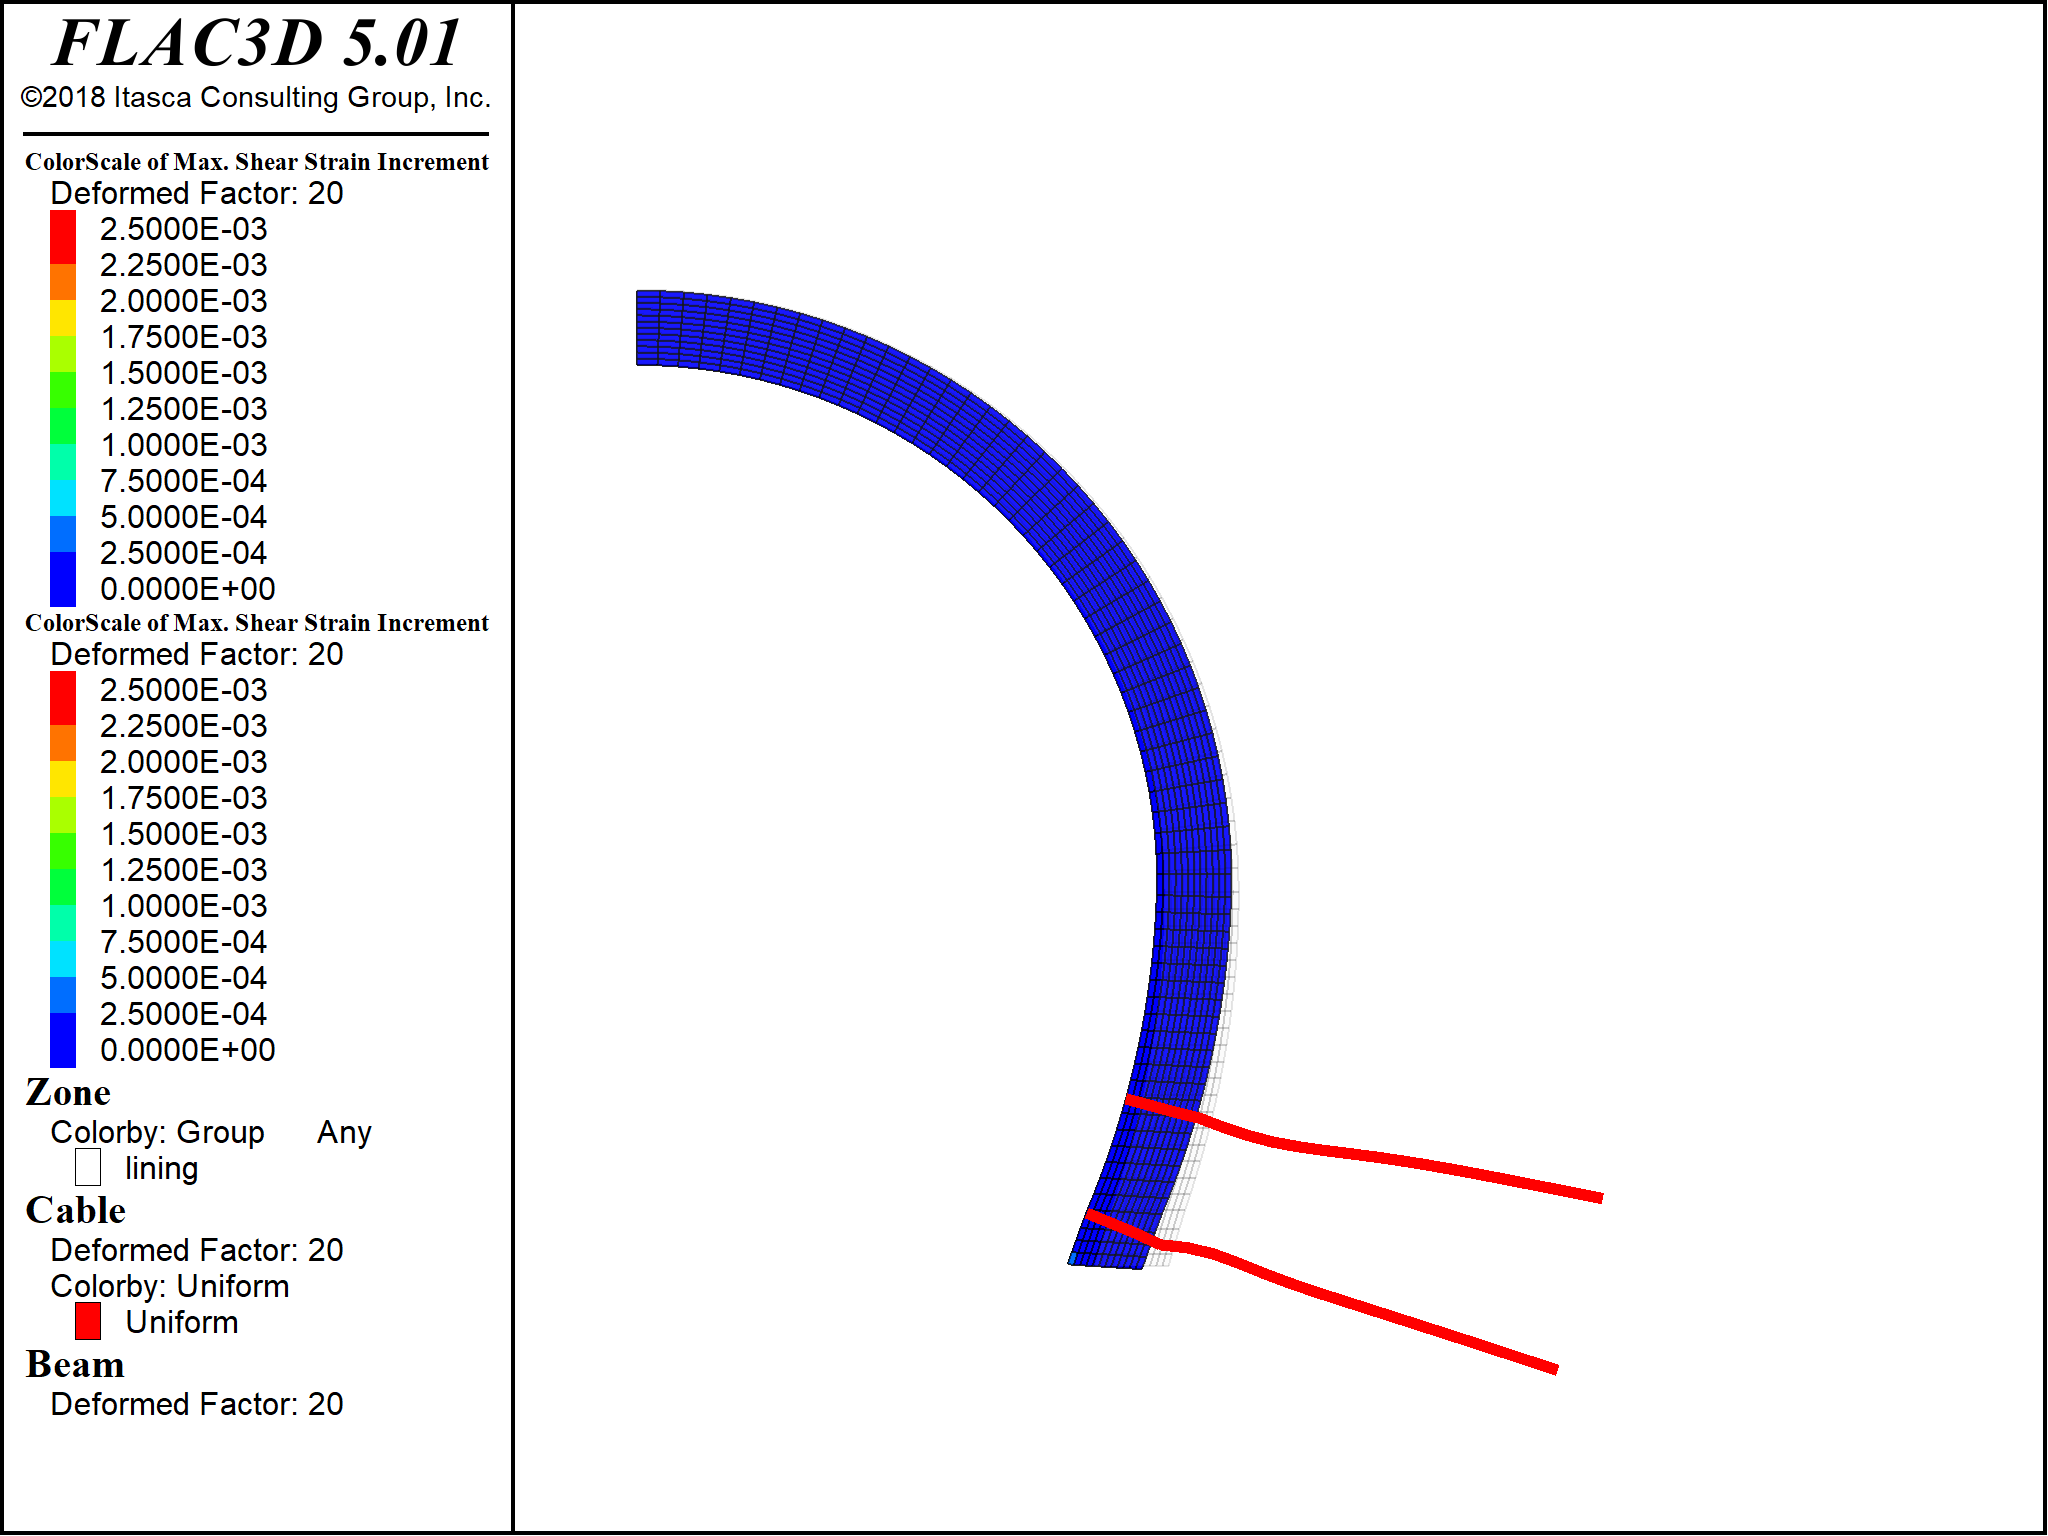 FLAC3D 5.01
©2018 Itasca Consulting Group, Inc.
ColorScale of Max. Shear Strain Increment
Deformed Factor: 20
2.5000E-03
2.2500E-03
2.0000E-03
1.7500E-03
1.5000E-03
1.2500E-03
1.0000E-03
7.5000E-04
5.0000E-04
2.5000E-04
0.0000E+00
ColorScale of Max. Shear Strain Increment
Deformed Factor: 20
2.5000E-03
2.2500E-03
2.0000E-03
1.7500E-03
1.5000E-03
1.2500E-03
1.0000E-03
7.5000E-04
5.0000E-04
2.5000E-04
0.0000E+00
Zone
Colorby: Group Any
lining
Cable
Deformed Factor: 20
Colorby: Uniform
Uniform
Beam
Deformed Factor: 20